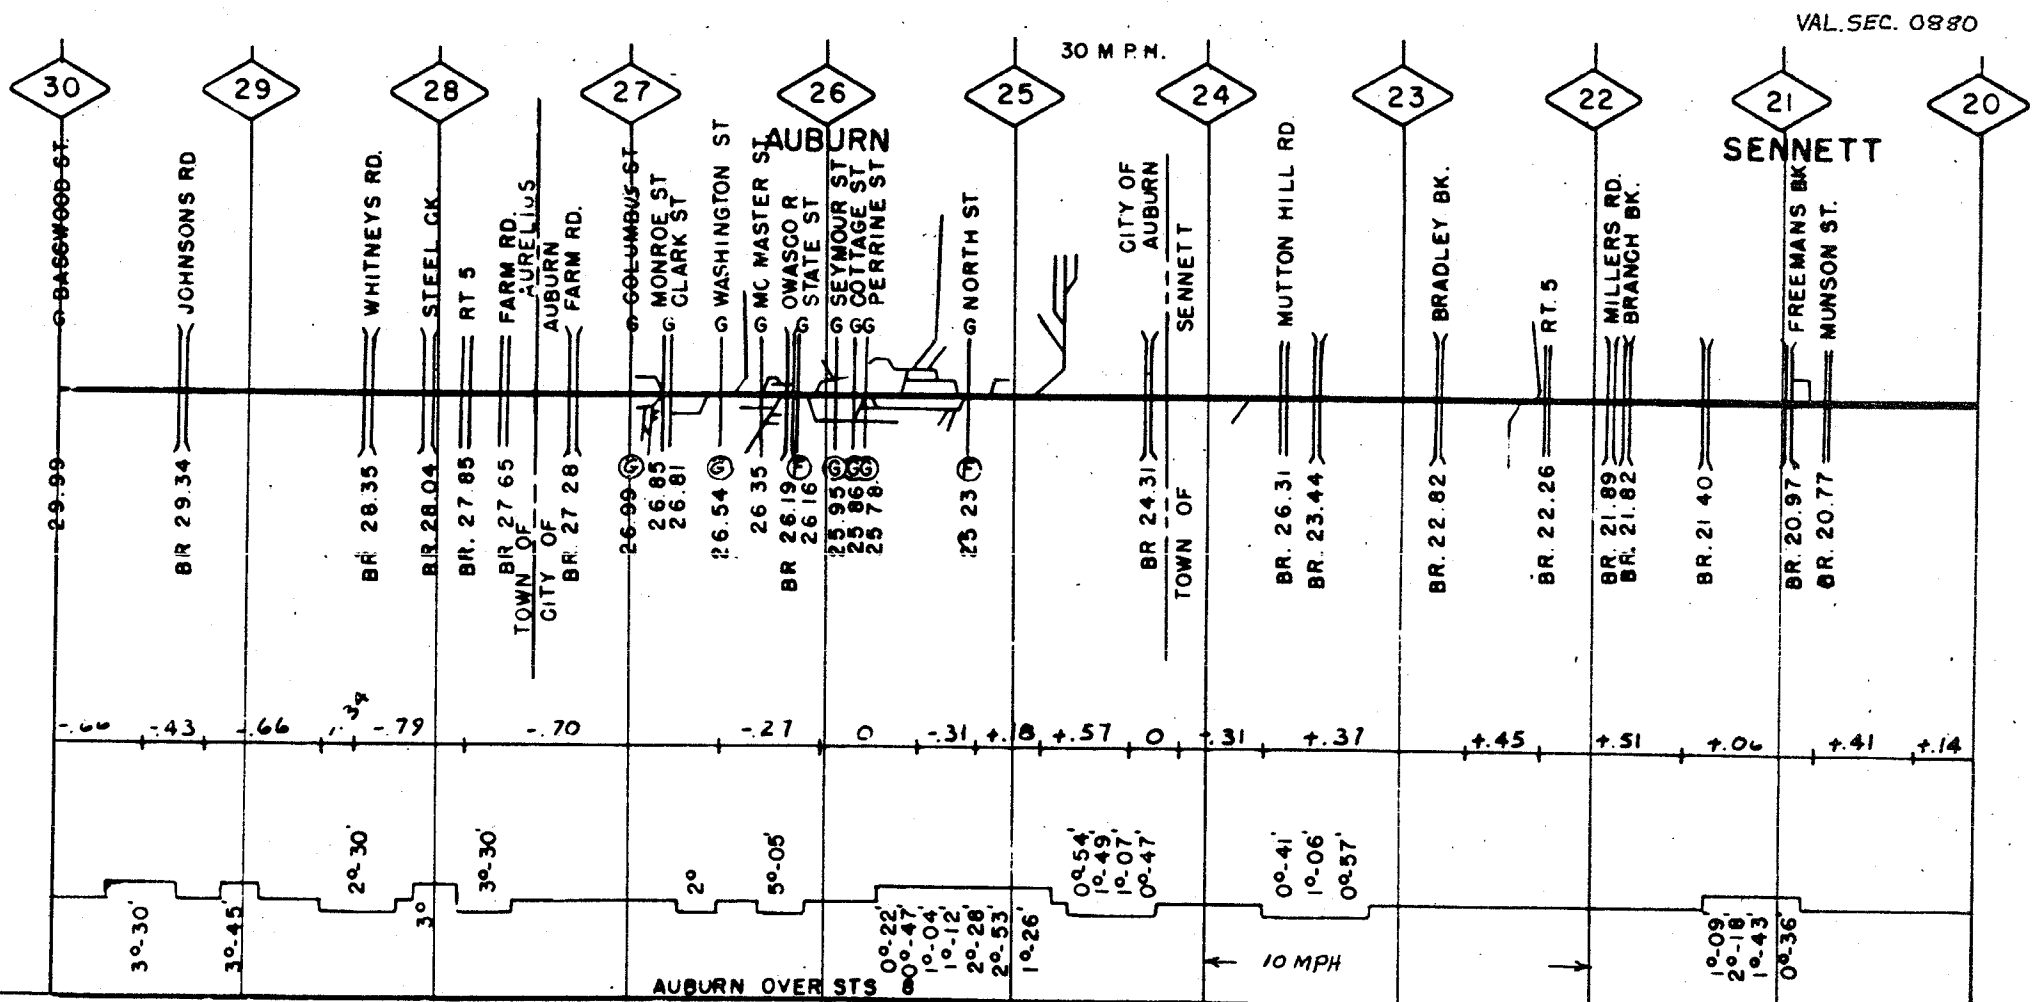 VAL. SEC. 0880
30 M P. H.
30
29
28
27
26
25
24
23
22
21
20
AUBURN
SENNETT
G BASSWOOD ST.
JOHNSONS RD
WHITNEYS RD.
STEEL CK.
RT 5
FARM RD.
AURELIUS
AUBURN
FARM RD.
G COLUMBUS ST
G MONROE ST
G CLARK ST
G WASHINGTON ST
G MC MASTER ST
OWASCO R
G STATE ST
G SEYMOUR ST
G COTTAGE ST
G PERRINE ST
G NORTH ST
CITY OF
AUBURN
SENNETT
MUTTON HILL RD.
BRADLEY BK.
RT. 5
MILLERS RD.
BRANCH BK.
FREEMANS BK
MUNSON ST.
29.99
BR 29.34
BR 28.35
BR. 28.04
BR. 27.85
BR 27 65
TOWN OF
CITY OF
BR. 27 28
G
26.99
26.85
26.81
G
26.54
26 35
BR 26.19
F
26 16
G
25.95
G
25 86
G
25 78
F
25 23
BR 24.31
TOWN OF
BR. 26.31
BR. 23.44
BR. 22.82
BR. 22.26
BR. 21.89
BR. 21.82
BR. 21 40
BR. 20.97
BR. 20.77
-.66
-.43
-.66
-.79
-.70
-.27
0
-.31
+.18
+.57
0
-.31
+.37
+.45
+.51
+.06
+.41
+.14
3°-30'
3°-45'
2°-30'
3°
3°-30'
2°
5°-05'
0°-22'
0°-47'
1°-04'
1°-12'
2°-28'
2°-53'
1°-26'
0°-54'
1°-49'
1°-07'
0°-47'
0°-41'
1°-06'
0°-57'
1°-09'
2°-18'
1°-43'
0°-36'
10 MPH
AUBURN OVER STS